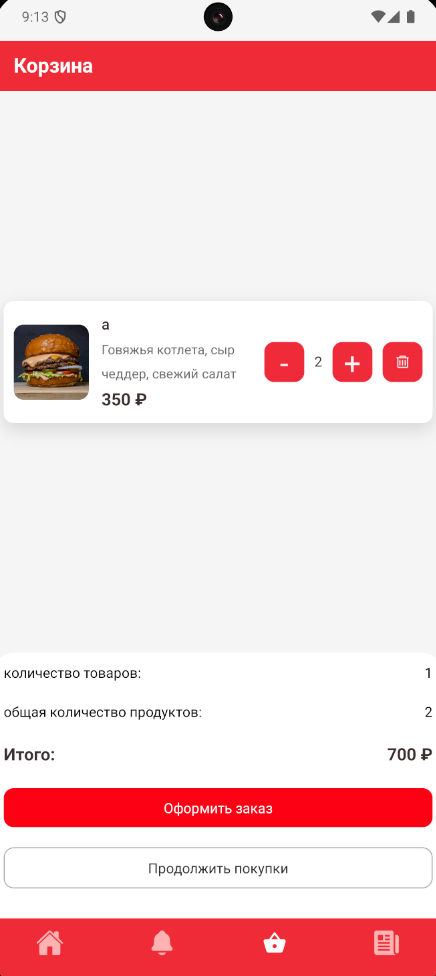 9:13
Корзина
a
Говяжья котлета, сыр
чеддер, свежий салат
350 ₽
- 2 +
количество товаров: 1
общая количество продуктов: 2
Итого: 700 ₽
Оформить заказ
Продолжить покупки